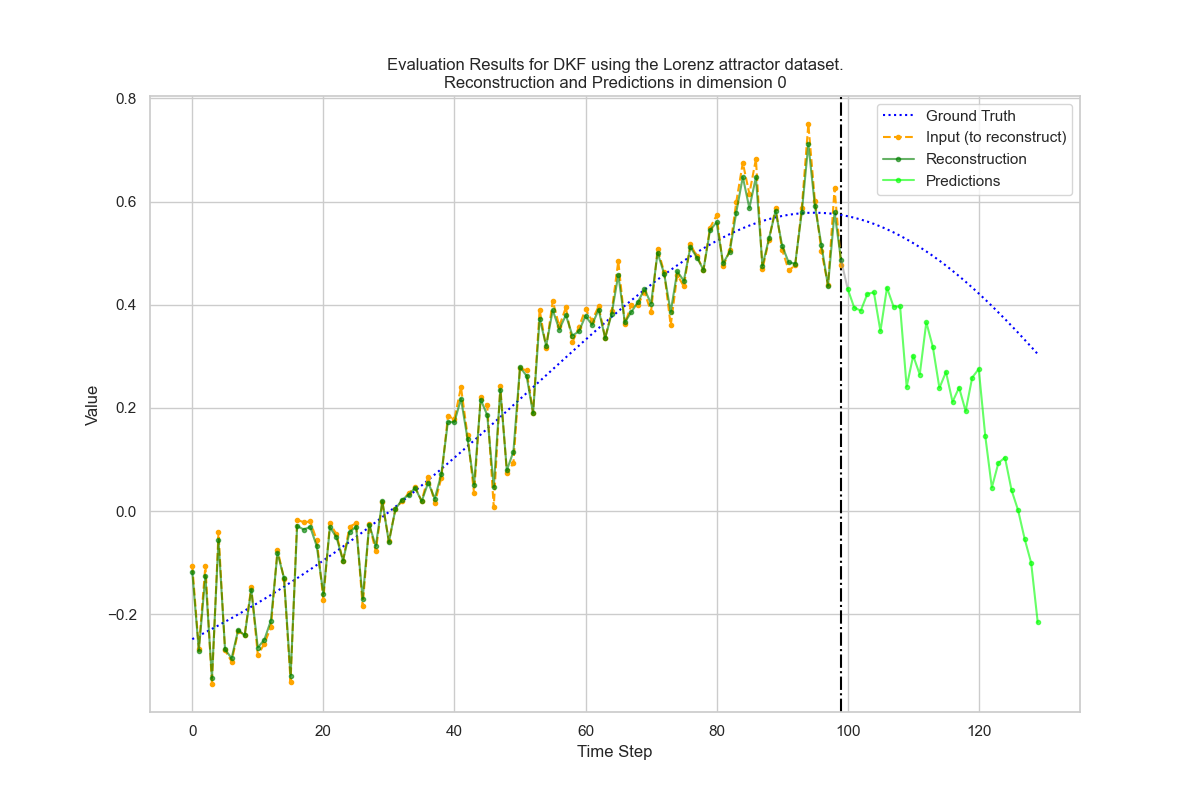 Evaluation Results for DKF using the Lorenz attractor dataset.
Reconstruction and Predictions in dimension 0
Ground Truth
Input (to reconstruct)
Reconstruction
Predictions
Value
0.8
0.6
0.4
0.2
0.0
−0.2
0 20 40 60 80 100 120
Time Step